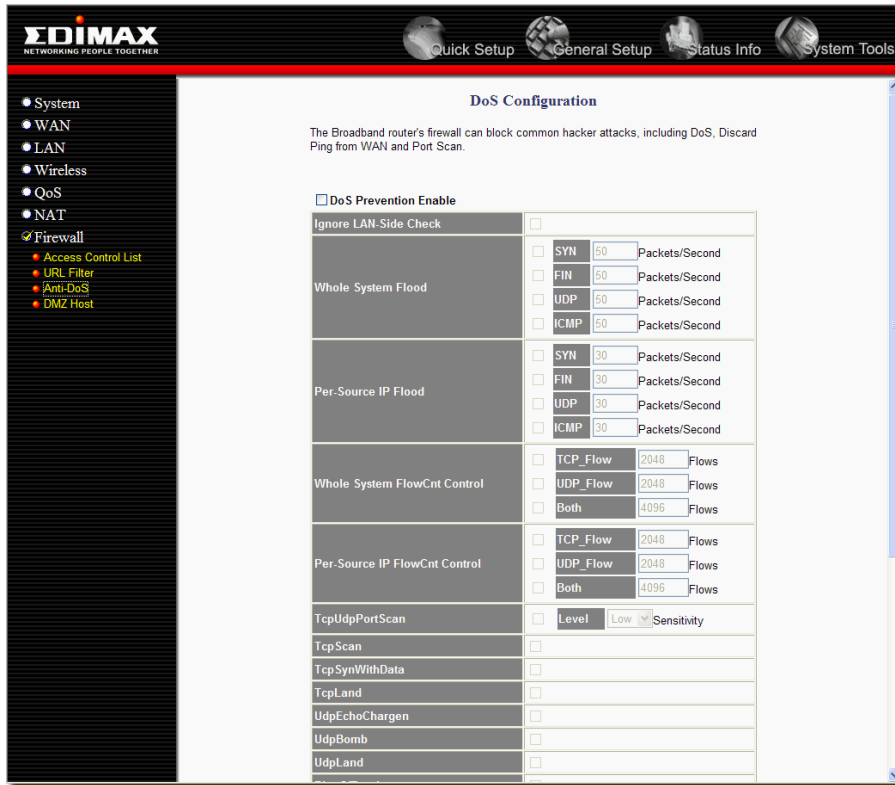 EDIMAX
NETWORKING PEOPLE TOGETHER
Quick Setup
General Setup
Status Info
System Tools
System
WAN
LAN
Wireless
QoS
NAT
Firewall
Access Control List
URL Filter
Anti-DoS
DMZ Host
DoS Configuration
The Broadband router's firewall can block common hacker attacks, including DoS, Discard
Ping from WAN and Port Scan.
DoS Prevention Enable
Ignore LAN-Side Check
Whole System Flood
SYN 50 Packets/Second
FIN 50 Packets/Second
UDP 50 Packets/Second
ICMP 50 Packets/Second
Per-Source IP Flood
SYN 30 Packets/Second
FIN 30 Packets/Second
UDP 30 Packets/Second
ICMP 30 Packets/Second
Whole System FlowCnt Control
TCP_Flow 2048 Flows
UDP_Flow 2048 Flows
Both 4096 Flows
Per-Source IP FlowCnt Control
TCP_Flow 2048 Flows
UDP_Flow 2048 Flows
Both 4096 Flows
TcpUdpPortScan
Level Low Sensitivity
TcpScan
TcpSynWithData
TcpLand
UdpEchoChargen
UdpBomb
UdpLand